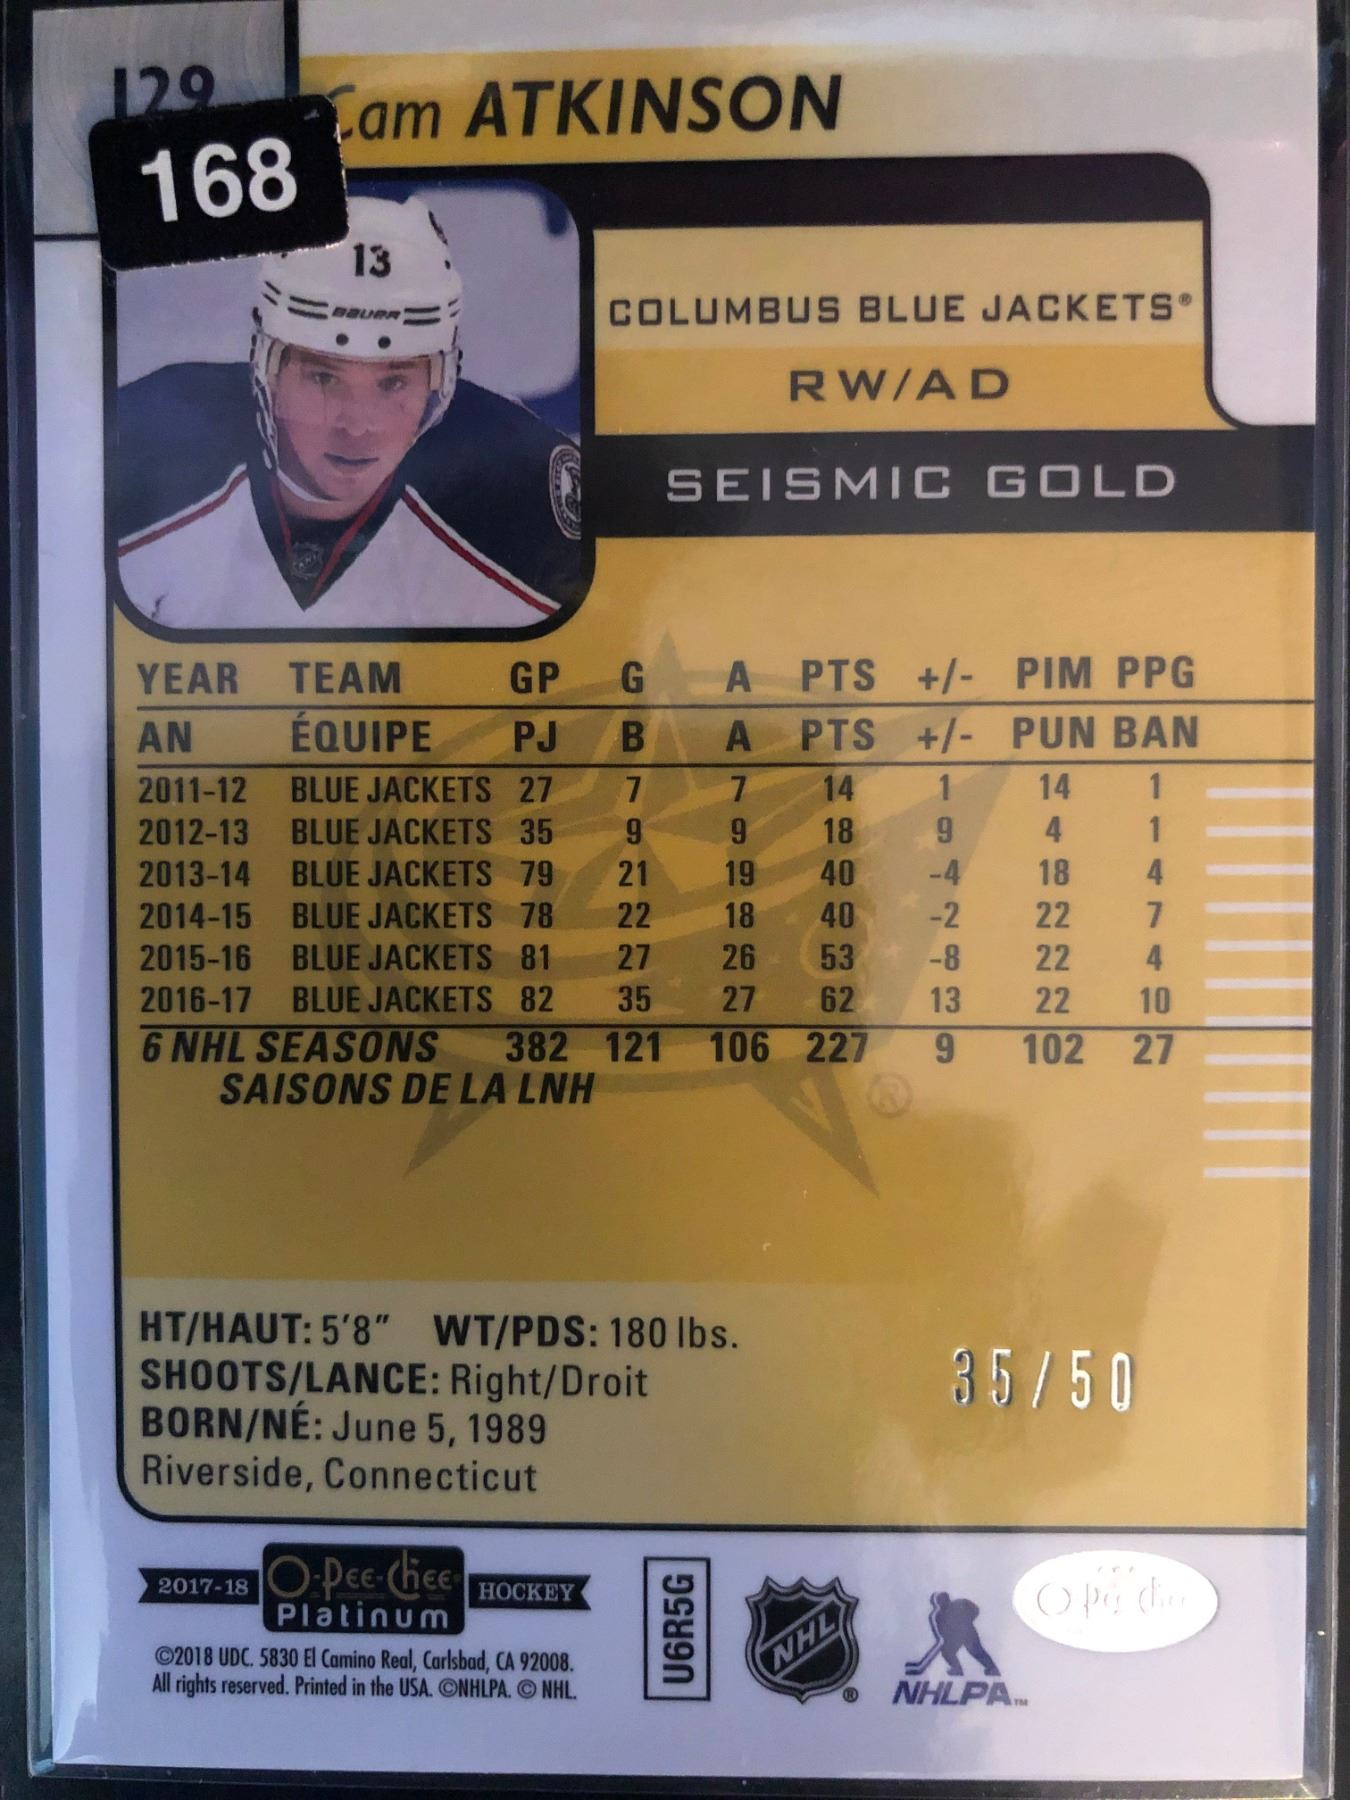 129
168
Cam ATKINSON
13
BAUER
COLUMBUS BLUE JACKETS®
RW/AD
SEISMIC GOLD
YEAR TEAM GP G A PTS +/- PIM PPG
AN ÉQUIPE PJ B A PTS +/- PUN BAN
2011-12 BLUE JACKETS 27 7 7 14 1 14 1
2012-13 BLUE JACKETS 35 9 9 18 9 4 1
2013-14 BLUE JACKETS 79 21 19 40 -4 18 4
2014-15 BLUE JACKETS 78 22 18 40 -2 22 7
2015-16 BLUE JACKETS 81 27 26 53 -8 22 4
2016-17 BLUE JACKETS 82 35 27 62 13 22 10
6 NHL SEASONS 382 121 106 227 9 102 27
SAISONS DE LA LNH
®
HT/HAUT: 5'8" WT/PDS: 180 lbs.
SHOOTS/LANCE: Right/Droit
BORN/NÉ: June 5, 1989
Riverside, Connecticut
35/50
2017-18 O-Pee-Chee HOCKEY
Platinum
©2018 UDC. 5830 El Camino Real, Carlsbad, CA 92008.
All rights reserved. Printed in the USA. ©NHLPA. © NHL.
U6R5G
NHL®
NHLPA™
O-Pee-Chee